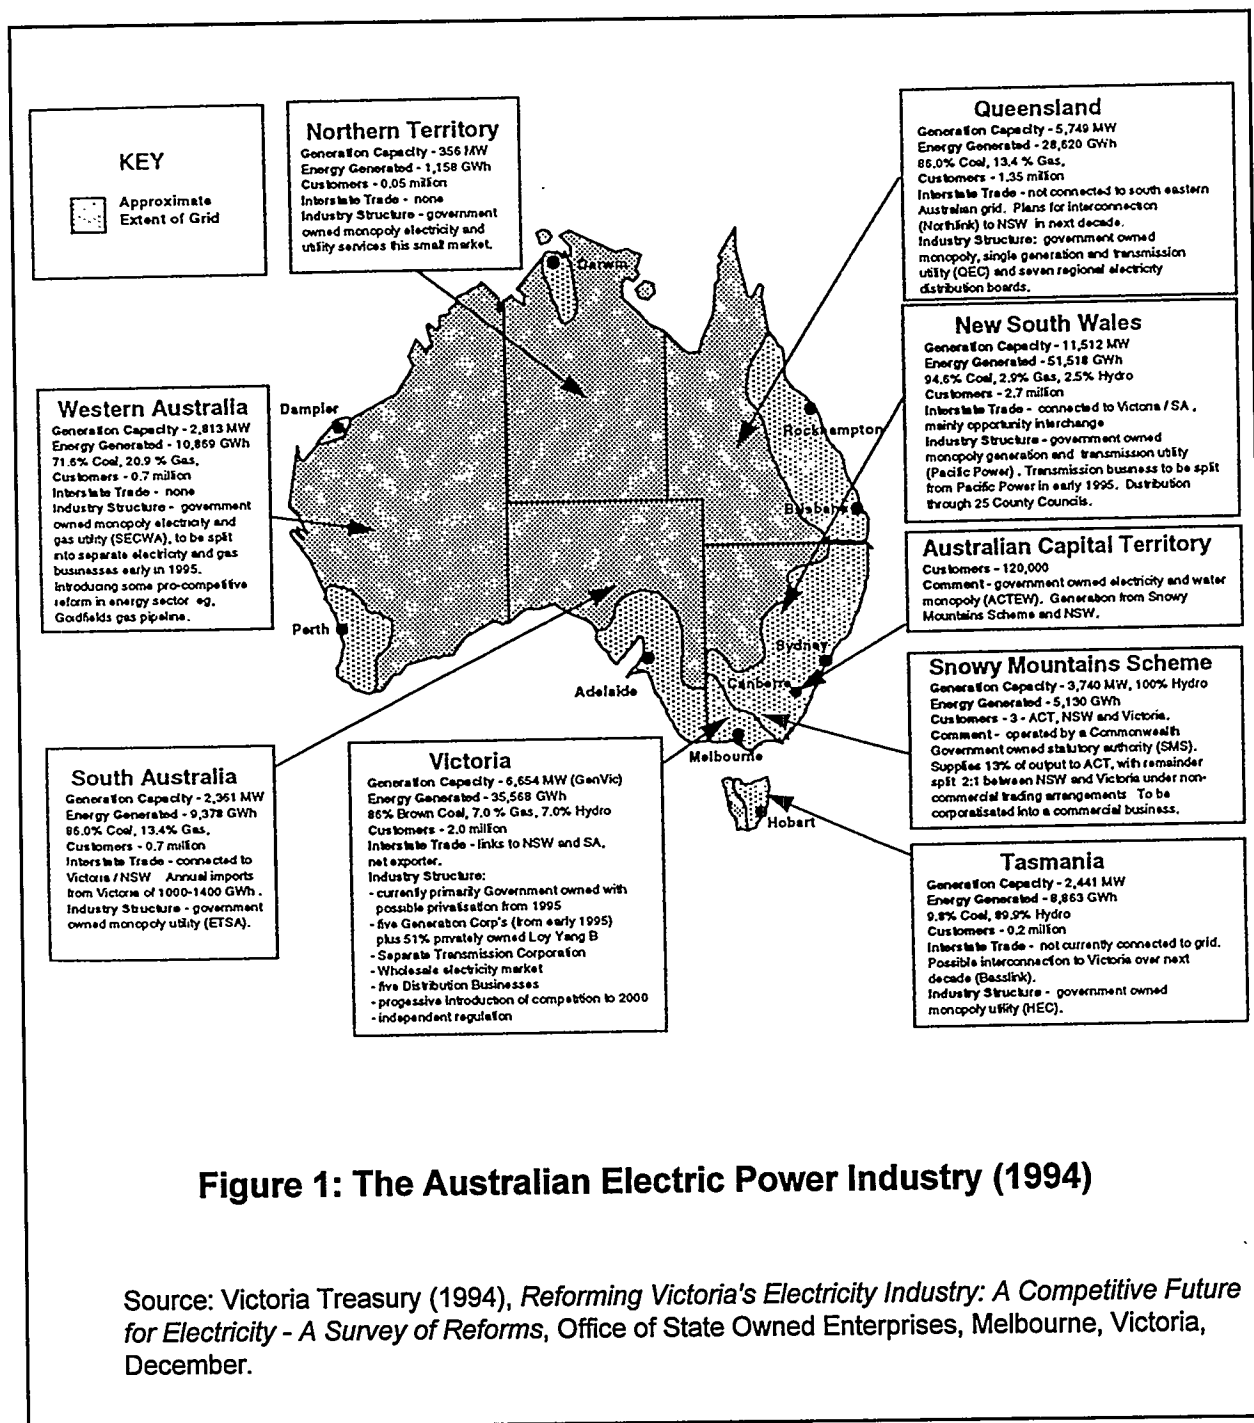 KEY
Approximate
Extent of Grid
Northern Territory
Generation Capacity - 356 MW
Energy Generated - 1,158 GWh
Customers - 0.05 million
Interstate Trade - none
Industry Structure - government
owned monopoly electricity and
utility services this small market.
Queensland
Generation Capacity - 5,749 MW
Energy Generated - 28,620 GWh
86.0% Coal, 13.4 % Gas,
Customers - 1.35 million
Interstate Trade - not connected to south eastern
Australian grid. Plans for interconnection
(Northlink) to NSW in next decade.
Industry Structure: government owned
monopoly, single generation and transmission
utility (QEC) and seven regional electricity
distribution boards.
New South Wales
Generation Capacity - 11,512 MW
Energy Generated - 51,518 GWh
94.6% Coal, 2.9% Gas, 2.5% Hydro
Customers - 2.7 million
Interstate Trade - connected to Victoria / SA ,
mainly opportunity interchange
Industry Structure - government owned
monopoly generation and transmission utility
(Pacific Power) . Transmission business to be split
from Pacific Power in early 1995. Distribution
through 25 County Councils.
Western Australia
Generation Capacity - 2,813 MW
Energy Generated - 10,869 GWh
71.6% Coal, 20.9 % Gas,
Customers - 0.7 million
Interstate Trade - none
Industry Structure - government
owned monopoly electricity and
gas utility (SECWA), to be split
into separate electricity and gas
businesses early in 1995.
Introducing some pro-competitive
reform in energy sector eg.
Goldfields gas pipeline.
Australian Capital Territory
Customers - 120,000
Comment - government owned electricity and water
monopoly (ACTEW). Generation from Snowy
Mountains Scheme and NSW.
Snowy Mountains Scheme
Generation Capacity - 3,740 MW, 100% Hydro
Energy Generated - 5,130 GWh
Customers - 3 - ACT, NSW and Victoria.
Comment - operated by a Commonwealth
Government owned statutory authority (SMS).
Supplies 13% of output to ACT, with remainder
split 2:1 between NSW and Victoria under non-
commercial trading arrangements To be
corporatisated into a commercial business.
Darwin
Dampier
Rockhampton
Brisbane
Perth
Sydney
Canberra
Adelaide
Melbourne
Hobart
South Australia
Generation Capacity - 2,361 MW
Energy Generated - 9,378 GWh
86.0% Coal, 13.4% Gas,
Customers - 0.7 million
Interstate Trade - connected to
Victoria / NSW Annual imports
from Victoria of 1000-1400 GWh .
Industry Structure - government
owned monopoly utility (ETSA).
Victoria
Generation Capacity - 6,654 MW (GenVic)
Energy Generated - 35,568 GWh
86% Brown Coal, 7.0 % Gas, 7.0% Hydro
Customers - 2.0 million
Interstate Trade - links to NSW and SA,
net exporter.
Industry Structure:
- currently primarily Government owned with
possible privatisation from 1995
- five Generation Corp's (from early 1995)
plus 51% privately owned Loy Yang B
- Separate Transmission Corporation
- Wholesale electricity market
- five Distribution Businesses
- progessive introduction of competition to 2000
- independent regulation
Tasmania
Generation Capacity - 2,441 MW
Energy Generated - 8,863 GWh
9.8% Coal, 89.9% Hydro
Customers - 0.2 million
Interstate Trade - not currently connected to grid.
Possible interconnection to Victoria over next
decade (Basslink).
Industry Structure - government owned
monopoly utility (HEC).
Figure 1: The Australian Electric Power Industry (1994)
Source: Victoria Treasury (1994), Reforming Victoria's Electricity Industry: A Competitive Future
for Electricity - A Survey of Reforms, Office of State Owned Enterprises, Melbourne, Victoria,
December.